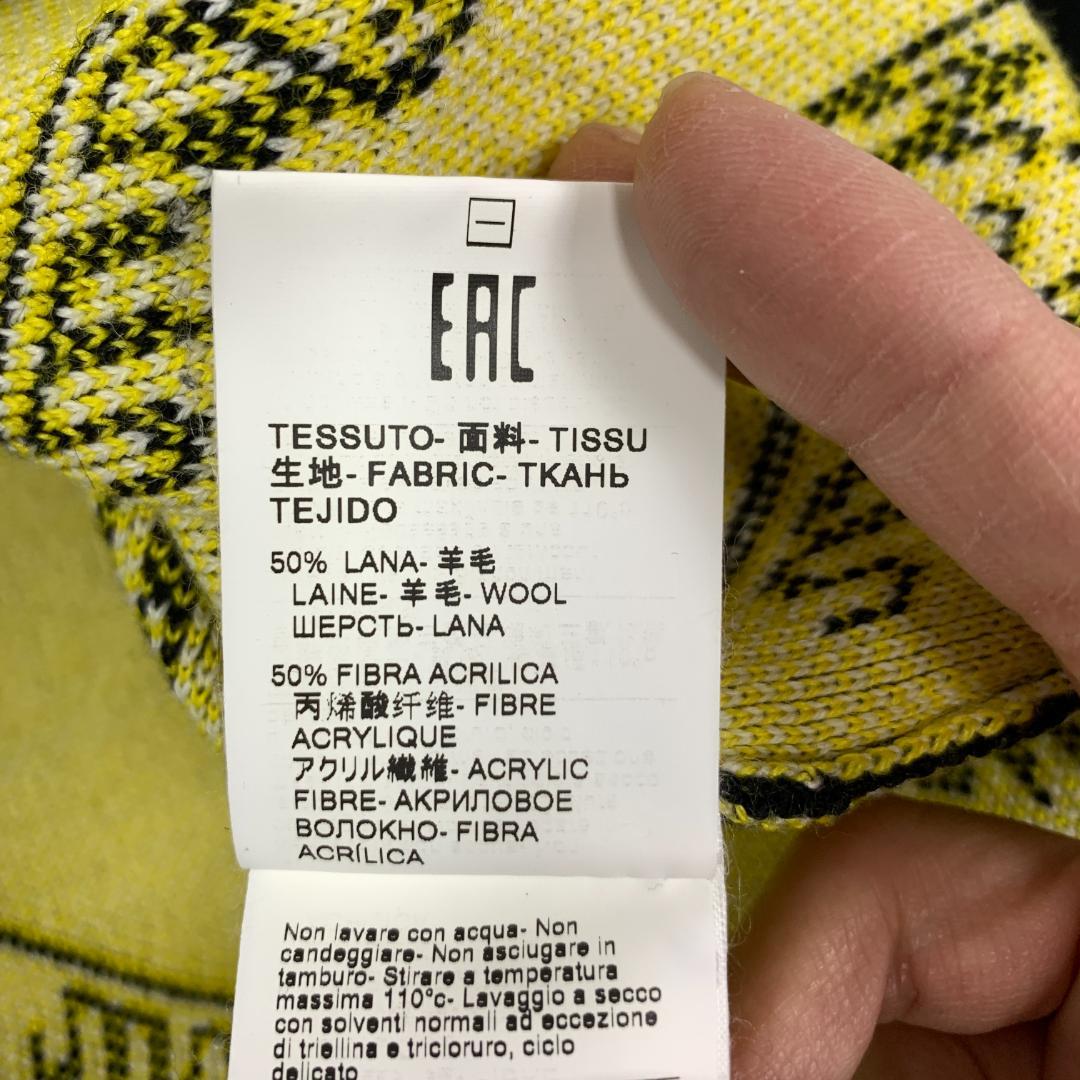 EAC
TESSUTO- 面料- TISSU
生地- FABRIC- ТКАНЬ
TEJIDO
50% LANA- 羊毛
LAINE- 羊毛- WOOL
ШЕРСТЬ- LANA
50% FIBRA ACRILICA
丙烯酸纤维- FIBRE
ACRYLIQUE
アクリル繊維- ACRYLIC
FIBRE- АКРИЛОВОЕ
ВОЛОКНО- FIBRA
ACRÍLICA
Non lavare con acqua- Non
candeggiare- Non asciugare in
tamburo- Stirare a temperatura
massima 110°c- Lavaggio a secco
con solventi normali ad eccezione
di triellina e tricloruro, ciclo
delicato